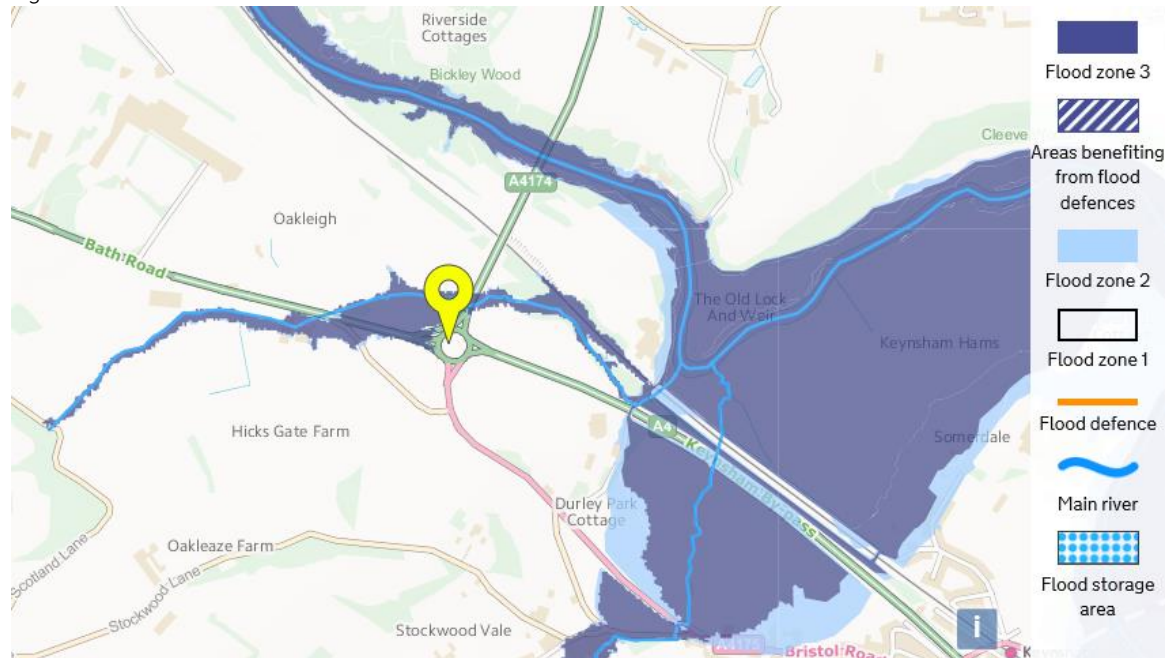 Riverside
Cottages
Bickley Wood
Cleeve
A4174
Oakleigh
Bath Road
The Old Lock
And Weir
Keynsham Hams
Hicks Gate Farm
A4
Keynsham By-pass
Somerdale
Durley Park
Cottage
Oakleaze Farm
Scotland Lane
Stockwood Lane
Stockwood Vale
A4175
Bristol Road
i
Flood zone 3
Areas benefiting
from flood
defences
Flood zone 2
Flood zone 1
Flood defence
Main river
Flood storage
area